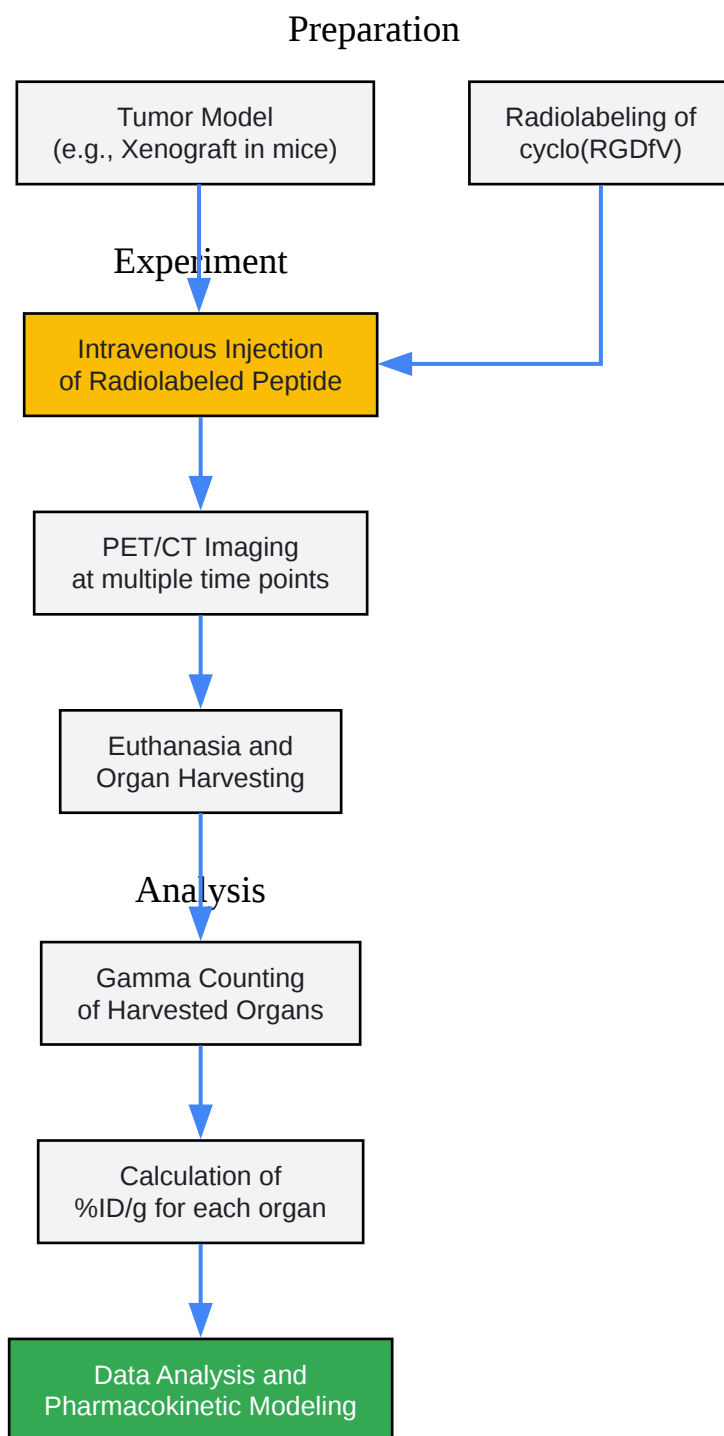 Preparation
Tumor Model
(e.g., Xenograft in mice)
Radiolabeling of
cyclo(RGDfV)
Experiment
Intravenous Injection
of Radiolabeled Peptide
PET/CT Imaging
at multiple time points
Euthanasia and
Organ Harvesting
Analysis
Gamma Counting
of Harvested Organs
Calculation of
%ID/g for each organ
Data Analysis and
Pharmacokinetic Modeling